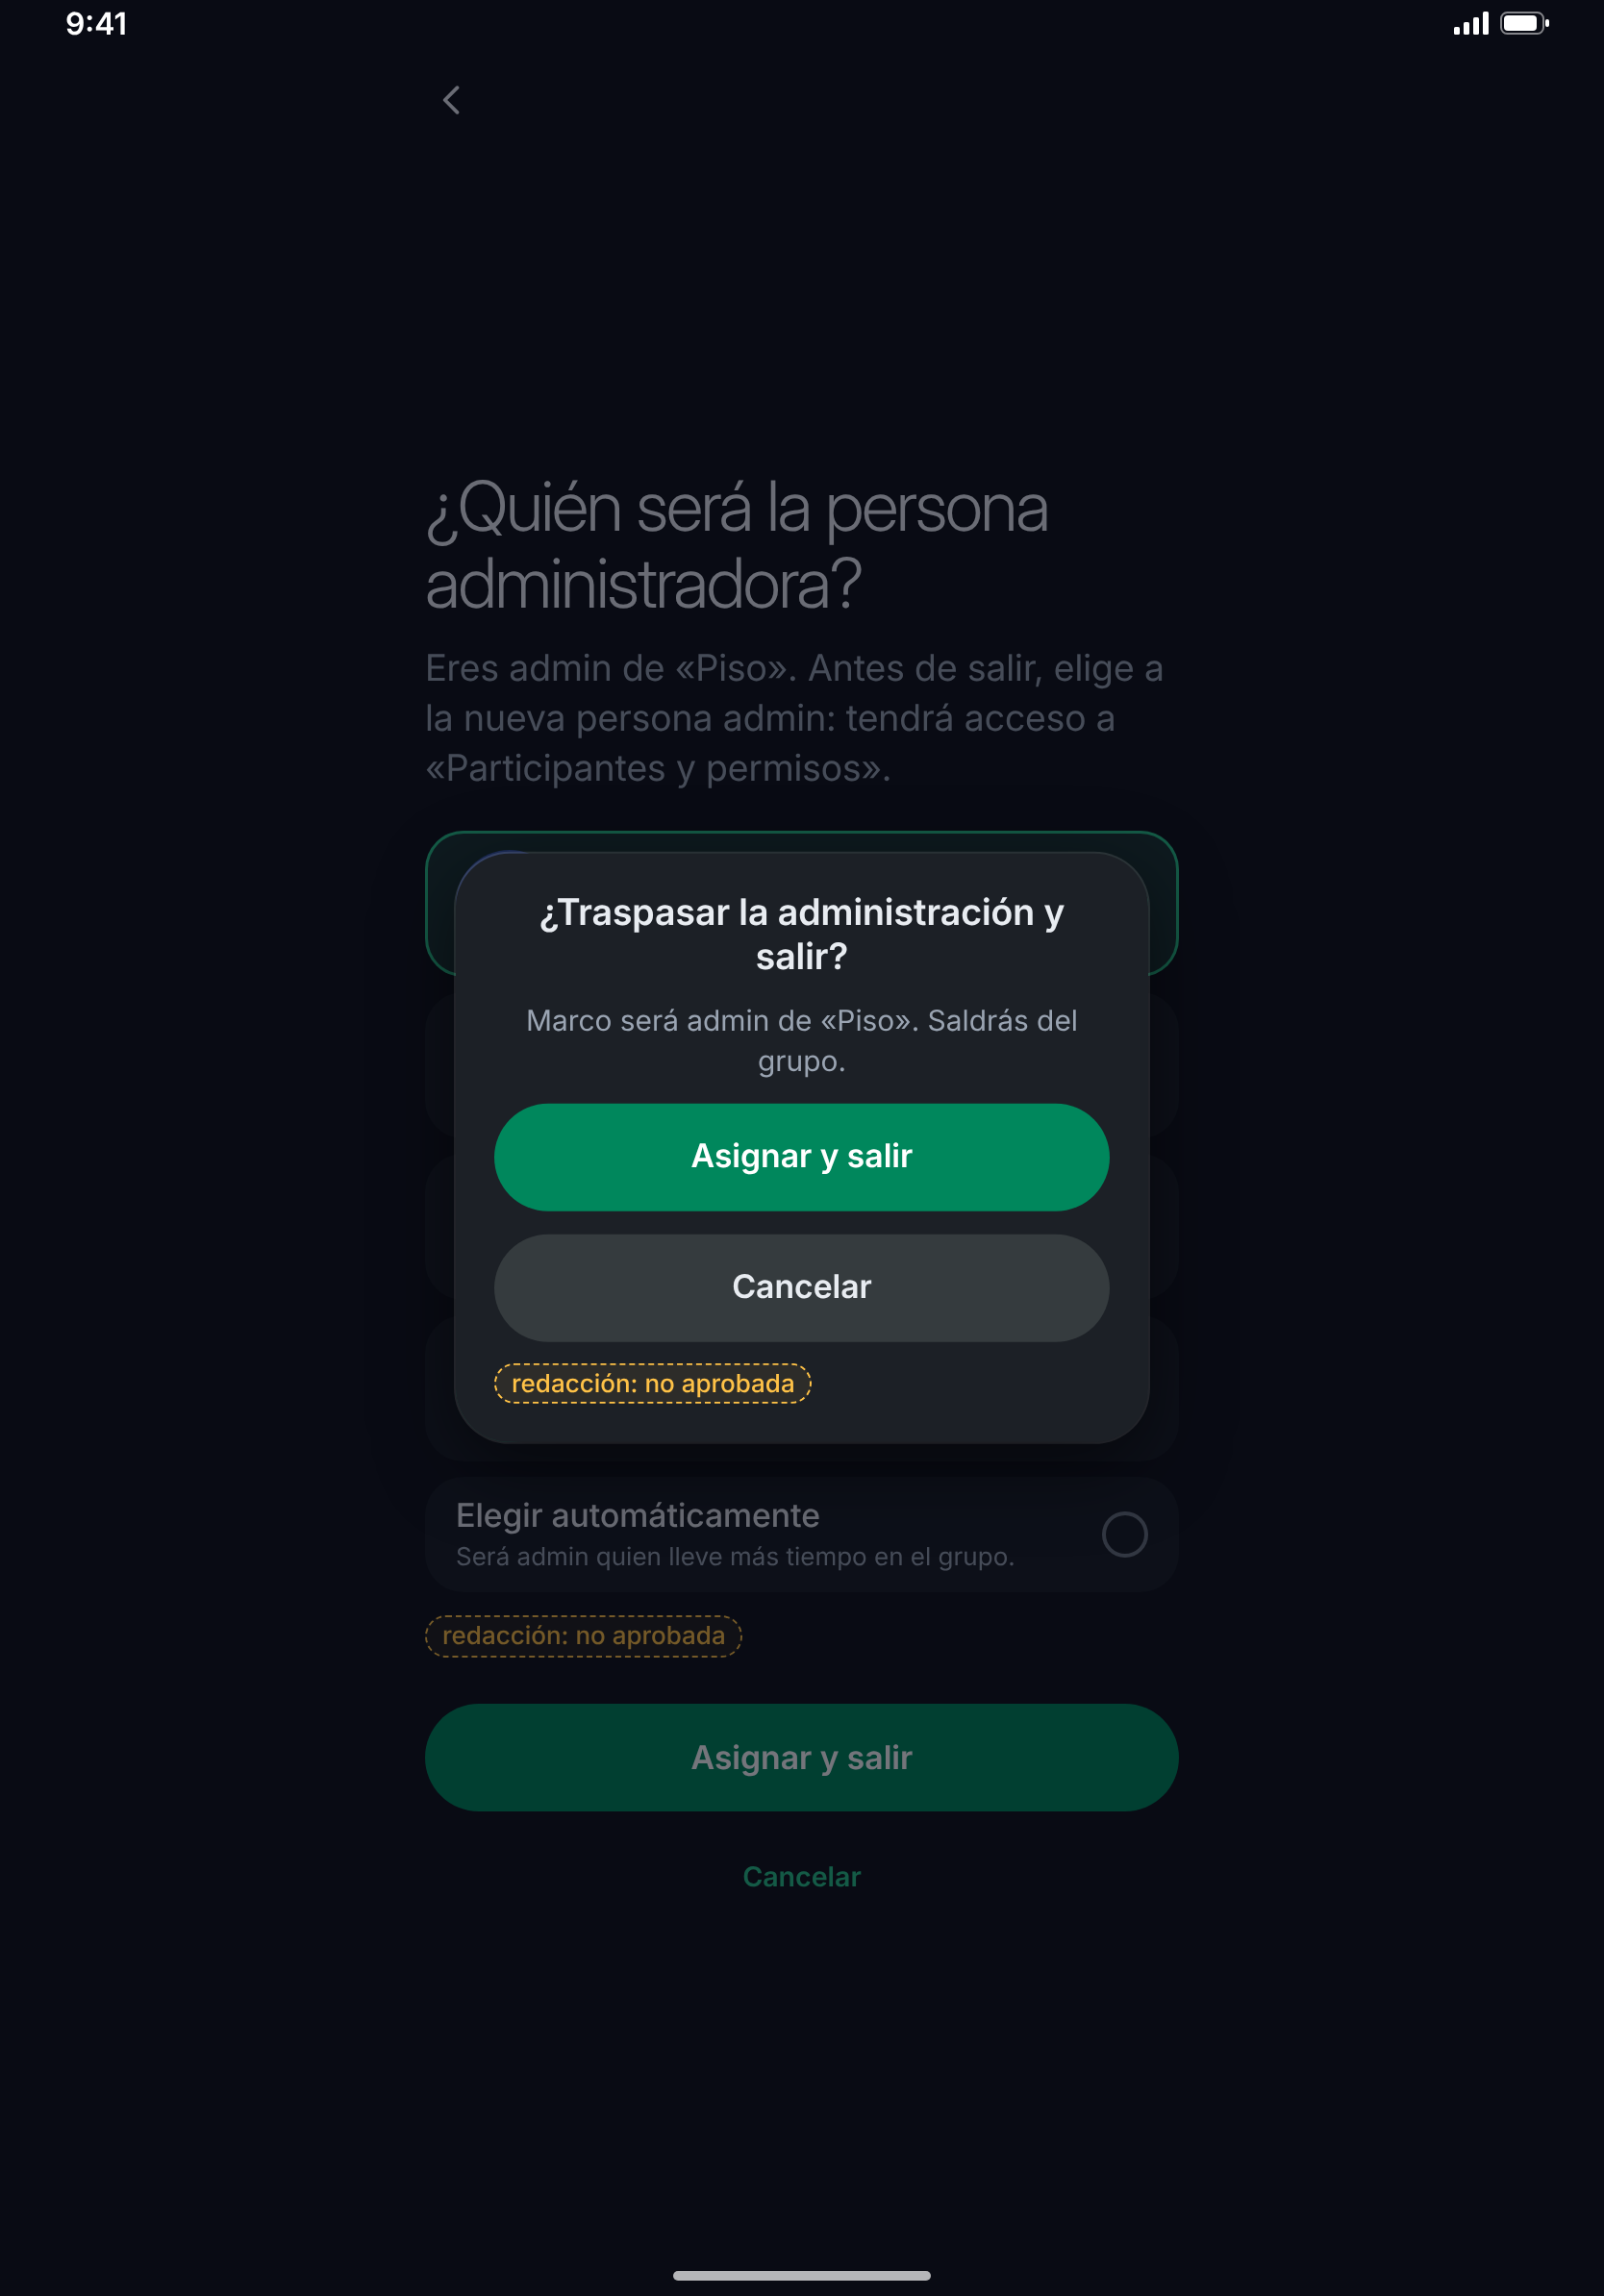 9:41
¿Quién será la persona
administradora?
Eres admin de «Piso». Antes de salir, elige a
la nueva persona admin: tendrá acceso a
«Participantes y permisos».
¿Traspasar la administración y
salir?
Marco será admin de «Piso». Saldrás del
grupo.
Asignar y salir
Cancelar
redacción: no aprobada
Elegir automáticamente
Será admin quien lleve más tiempo en el grupo.
redacción: no aprobada
Asignar y salir
Cancelar